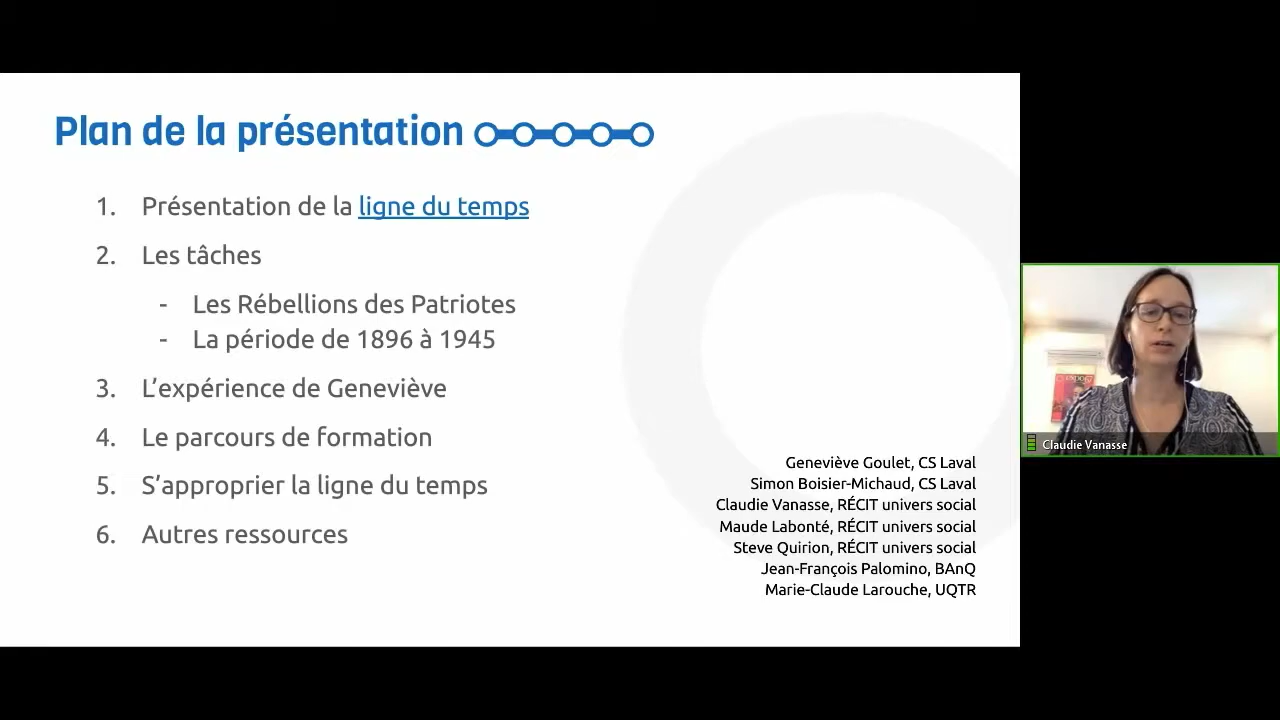 Plan de la présentation
1. Présentation de la ligne du temps
2. Les tâches
- Les Rébellions des Patriotes
- La période de 1896 à 1945
3. L'expérience de Geneviève
4. Le parcours de formation
5. S'approprier la ligne du temps
6. Autres ressources
Geneviève Goulet, CS Laval
Simon Boisier-Michaud, CS Laval
Claudie Vanasse, RÉCIT univers social
Maude Labonté, RÉCIT univers social
Steve Quirion, RÉCIT univers social
Jean-François Palomino, BAnQ
Marie-Claude Larouche, UQTR
Claudie Vanasse